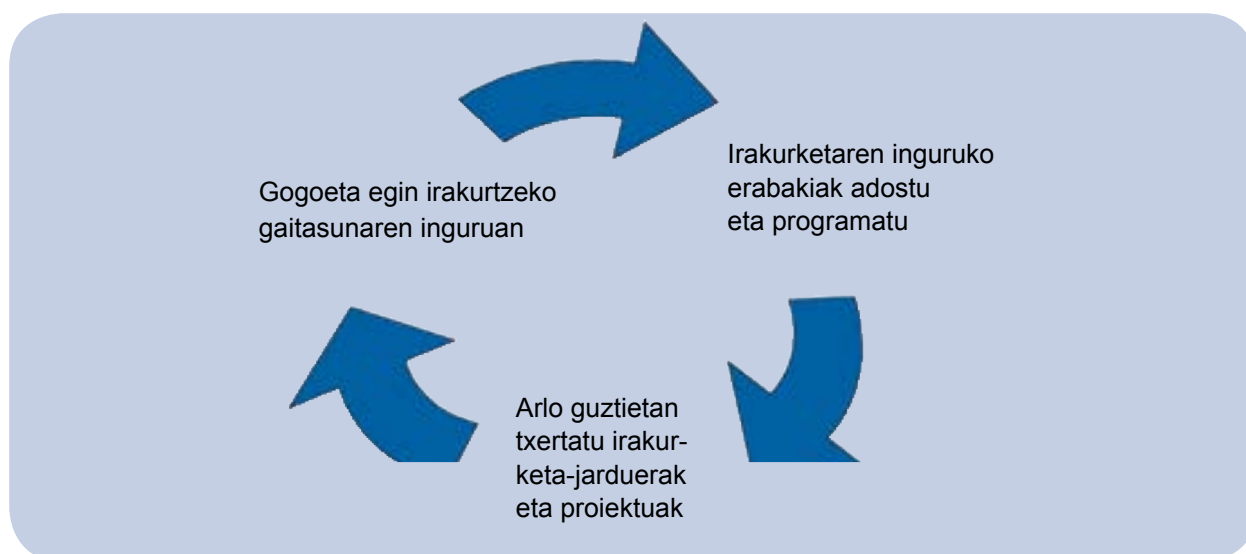 Gogoeta egin irakurtzeko
gaitasunaren inguruan
Irakurketaren inguruko
erabakiak adostu
eta programatu
Arlo guztietan
txertatu irakur-
keta-jarduerak
eta proiektuak